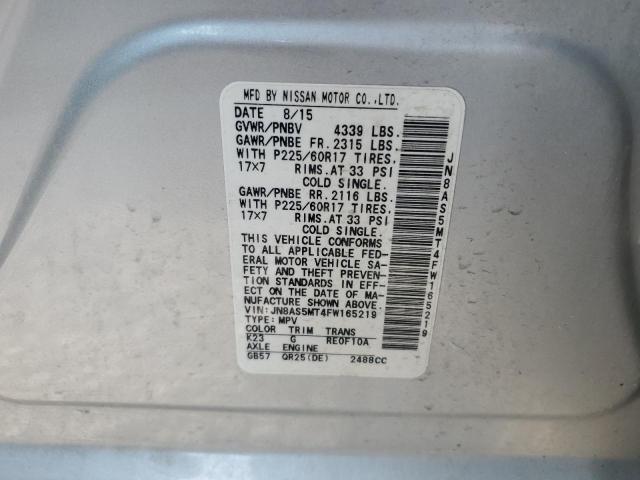 MFD BY NISSAN MOTOR CO.,LTD.
DATE 8/15
GVWR/PNBV 4339 LBS.
GAWR/PNBE FR. 2315 LBS.
WITH P225/60R17 TIRES.
17×7 RIMS.AT 33 PSI
COLD SINGLE.
GAWR/PNBE RR. 2116 LBS.
WITH P225/60R17 TIRES.
17×7 RIMS.AT 33 PSI
COLD SINGLE.
THIS VEHICLE CONFORMS
TO ALL APPLICABLE FED-
ERAL MOTOR VEHICLE SA-
FETY AND THEFT PREVEN-
TION STANDARDS IN EFF-
ECT ON THE DATE OF MA-
NUFACTURE SHOWN ABOVE.
VIN: JN8AS5MT4FW165219
TYPE: MPV
COLOR TRIM TRANS
K23 G RE0F10A
AXLE ENGINE
GB57 QR25(DE) 2488CC
JN8AS5MT4FW165219